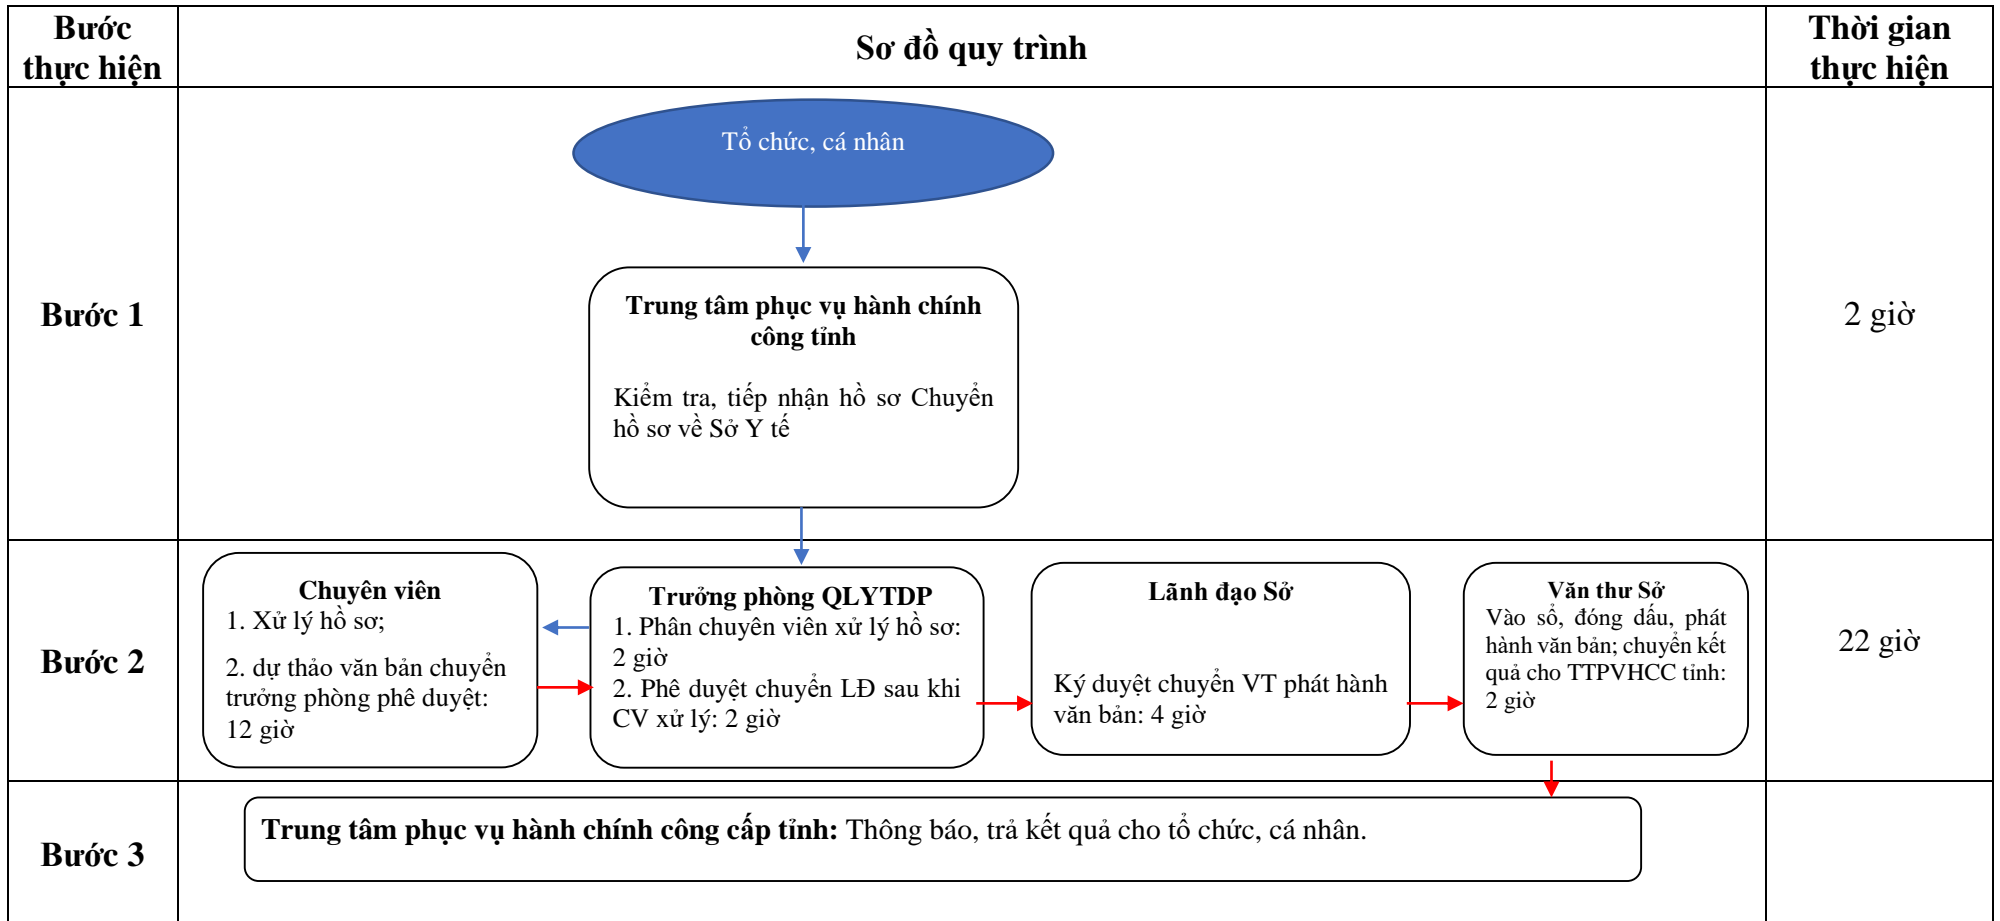 Bước
thực hiện
Sơ đồ quy trình
Thời gian
thực hiện
Bước 1
Tổ chức, cá nhân
Trung tâm phục vụ hành chính
công tỉnh
Kiểm tra, tiếp nhận hồ sơ Chuyển
hồ sơ về Sở Y tế
2 giờ
Bước 2
Chuyên viên
1. Xử lý hồ sơ;
2. dự thảo văn bản chuyển
trưởng phòng phê duyệt:
12 giờ
Trưởng phòng QLYTDP
1. Phân chuyên viên xử lý hồ sơ:
2 giờ
2. Phê duyệt chuyển LĐ sau khi
CV xử lý: 2 giờ
Lãnh đạo Sở
Ký duyệt chuyển VT phát hành
văn bản: 4 giờ
Văn thư Sở
Vào sổ, đóng dấu, phát
hành văn bản; chuyển kết
quả cho TTPVHCC tỉnh:
2 giờ
22 giờ
Bước 3
Trung tâm phục vụ hành chính công cấp tỉnh: Thông báo, trả kết quả cho tổ chức, cá nhân.